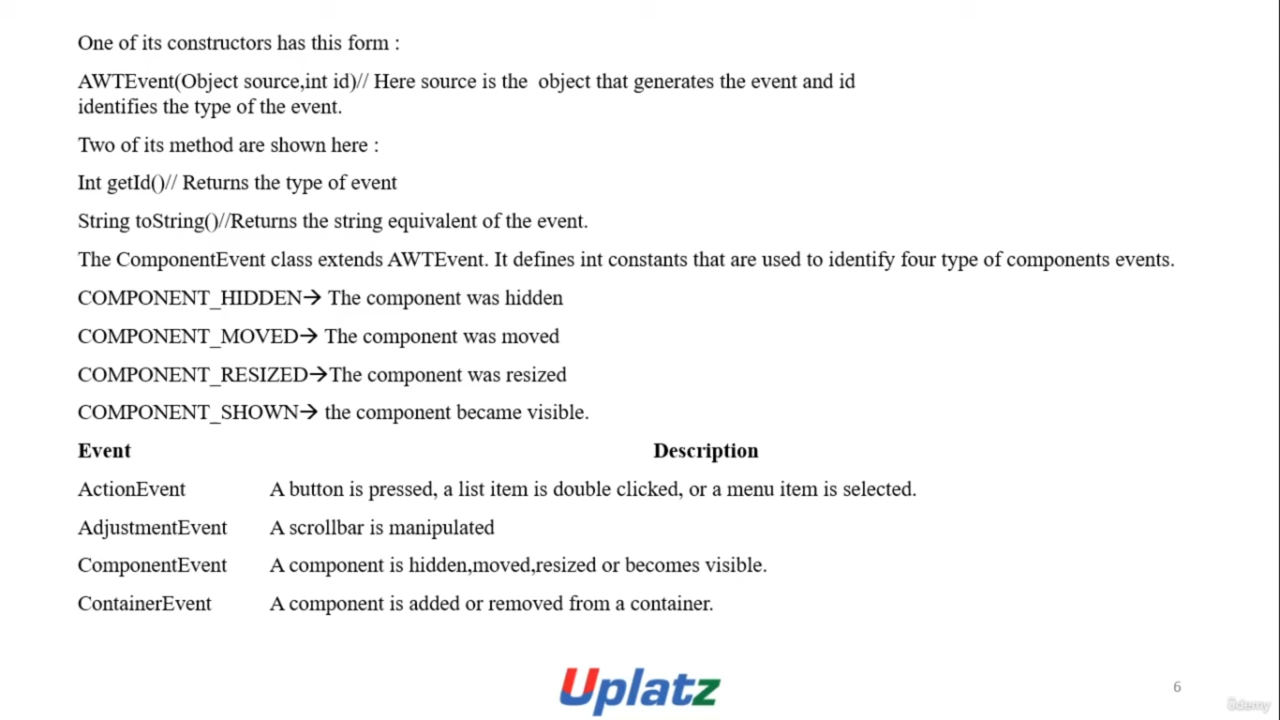 One of its constructors has this form :
AWTEvent(Object source,int id)// Here source is the  object that generates the event and id
identifies the type of the event.
Two of its method are shown here :
Int getId()// Returns the type of event
String toString()//Returns the string equivalent of the event.
The ComponentEvent class extends AWTEvent. It defines int constants that are used to identify four type of components events.
COMPONENT_HIDDEN→ The component was hidden
COMPONENT_MOVED→ The component was moved
COMPONENT_RESIZED→The component was resized
COMPONENT_SHOWN→ the component became visible.
Event Description
ActionEvent A button is pressed, a list item is double clicked, or a menu item is selected.
AdjustmentEvent A scrollbar is manipulated
ComponentEvent A component is hidden,moved,resized or becomes visible.
ContainerEvent A component is added or removed from a container.
Uplatz
6
ûdemy